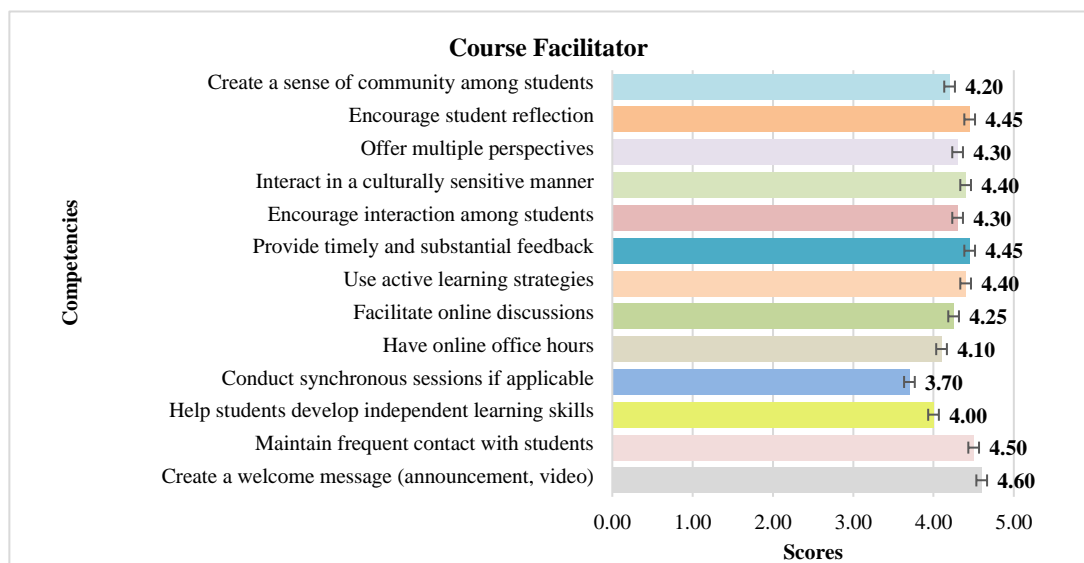 Course Facilitator
Create a sense of community among students 4.20
Encourage student reflection 4.45
Offer multiple perspectives 4.30
Interact in a culturally sensitive manner 4.40
Encourage interaction among students 4.30
Provide timely and substantial feedback 4.45
Use active learning strategies 4.40
Facilitate online discussions 4.25
Have online office hours 4.10
Conduct synchronous sessions if applicable 3.70
Help students develop independent learning skills 4.00
Maintain frequent contact with students 4.50
Create a welcome message (announcement, video) 4.60
Competencies
0.00 1.00 2.00 3.00 4.00 5.00
Scores